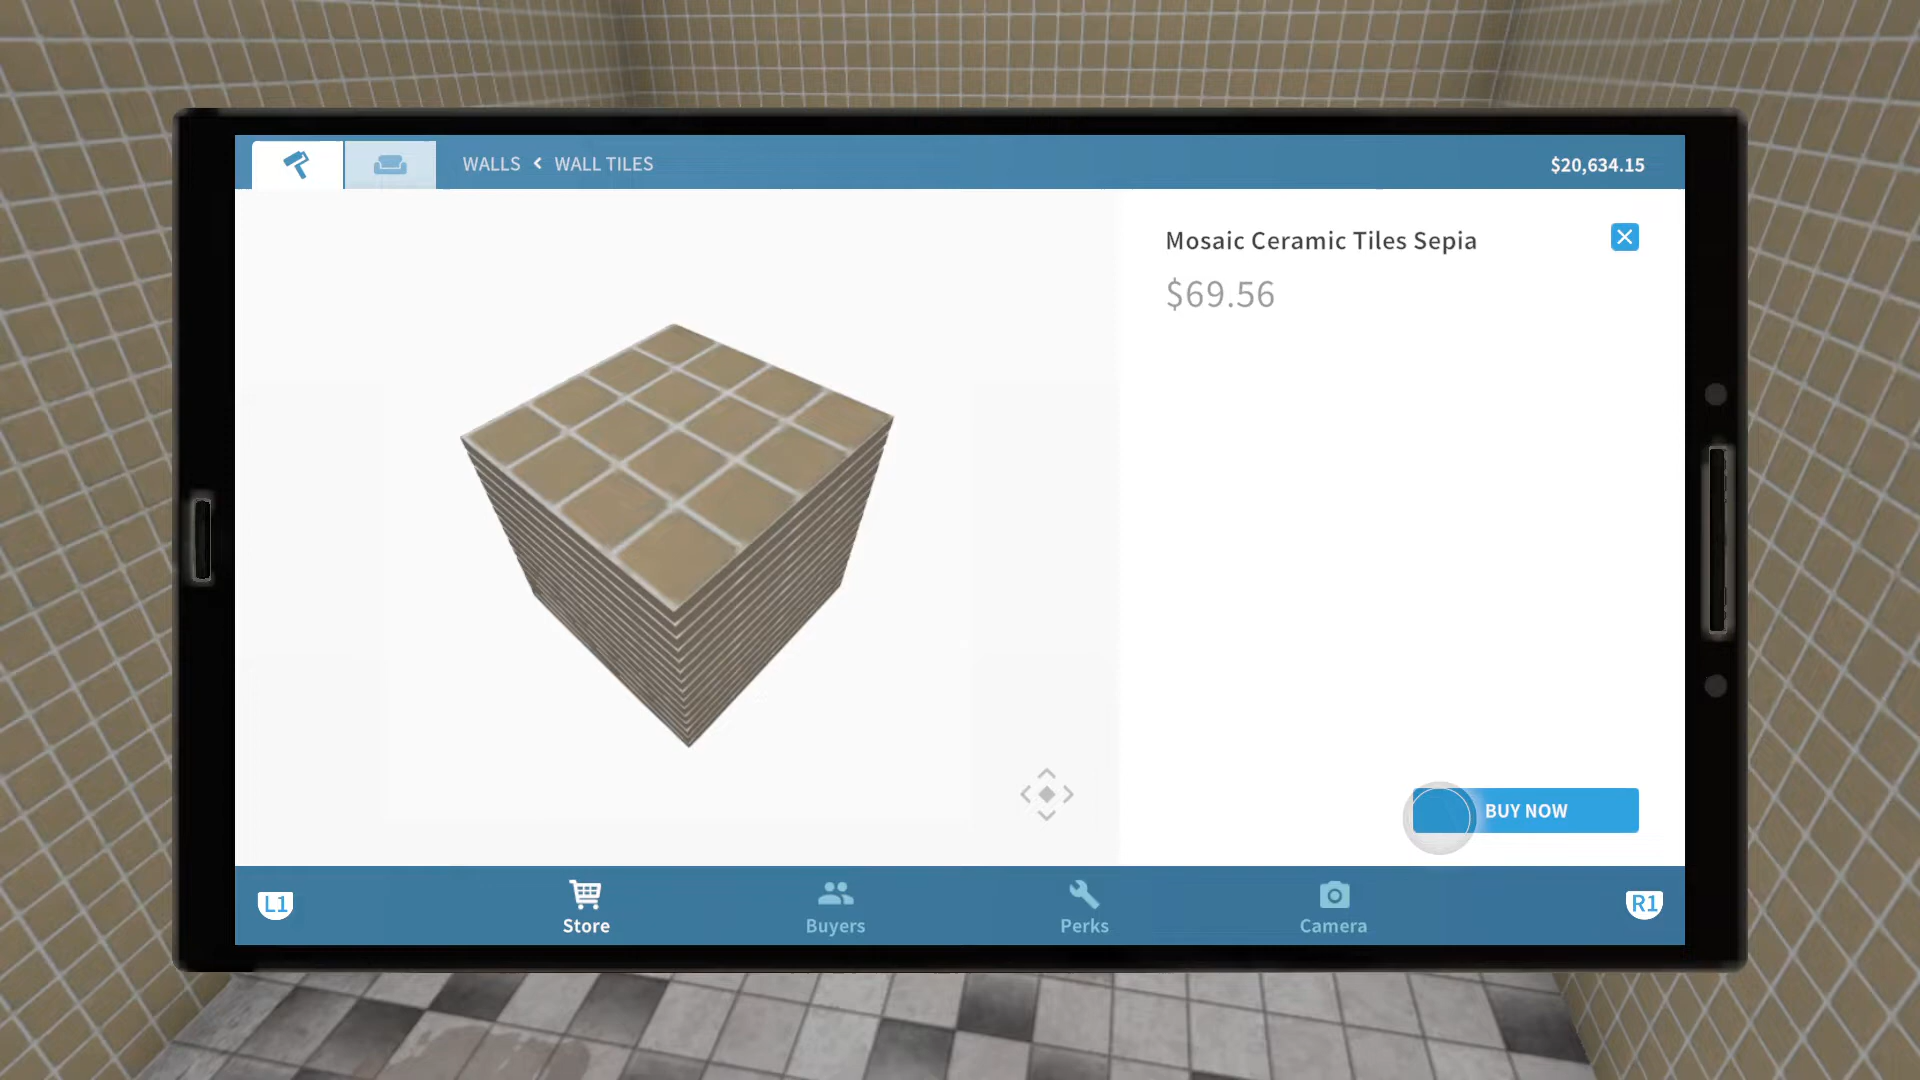 WALLS < WALL TILES
$20,634.15
Mosaic Ceramic Tiles Sepia
$69.56
BUY NOW
L1
Store
Buyers
Perks
Camera
R1